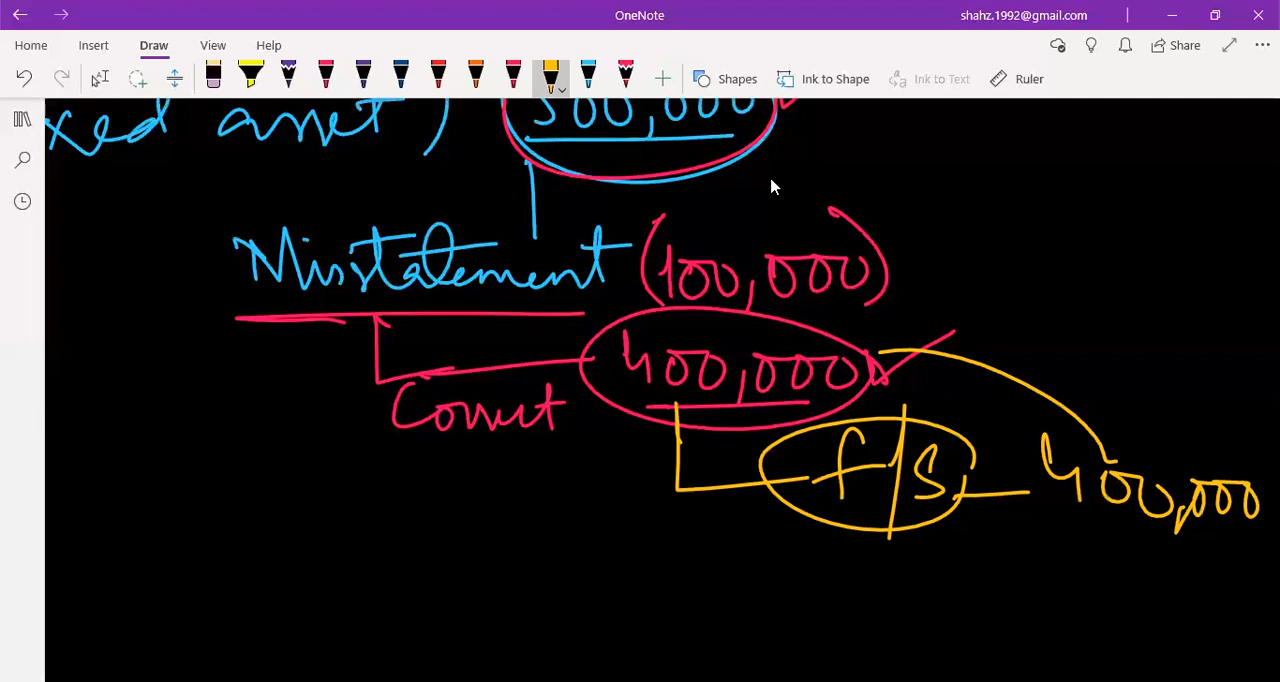 OneNote
shahz.1992@gmail.com
Home Insert Draw View Help Share
Shapes Ink to Shape Ink to Text Ruler
xed asset) 500,000
Misstatement (100,000)
400,000
Correct
F/S 400,000